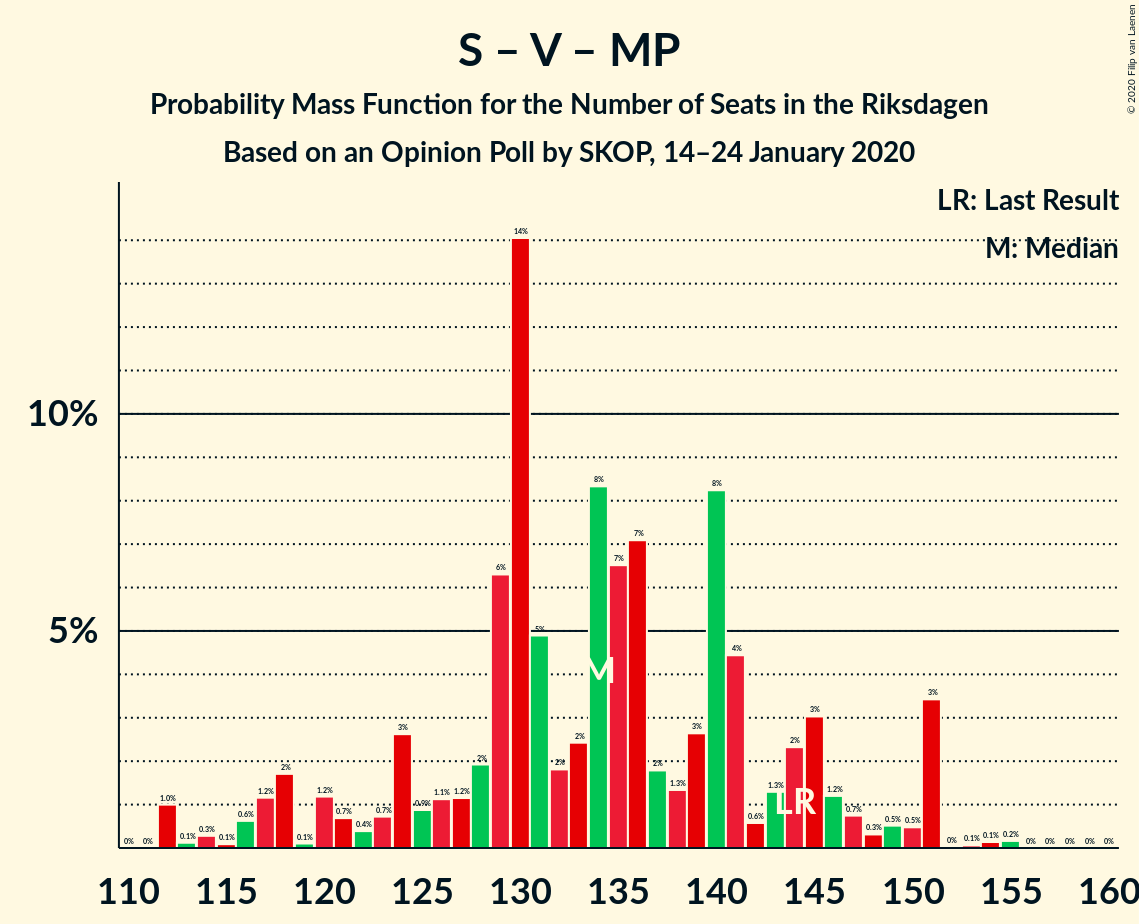 S – V – MP
Probability Mass Function for the Number of Seats in the Riksdagen
Based on an Opinion Poll by SKOP, 14–24 January 2020
© 2020 Filip van Laenen
LR: Last Result
M: Median
10%
5%
0% 0% 1.0% 0.1% 0.3% 0.1% 0.6% 1.2% 2% 0.1% 1.2% 0.7% 0.4% 0.7% 3% 0.9% 1.1% 1.2% 2% 6% 14% 5% 2% 2% 8% 7% 7% 2% 1.3% 3% 8% 4% 0.6% 1.3% 2% 3% 1.2% 0.7% 0.3% 0.5% 0.5% 3% 0% 0.1% 0.1% 0.2% 0% 0% 0% 0% 0%
M
LR
110 115 120 125 130 135 140 145 150 155 160